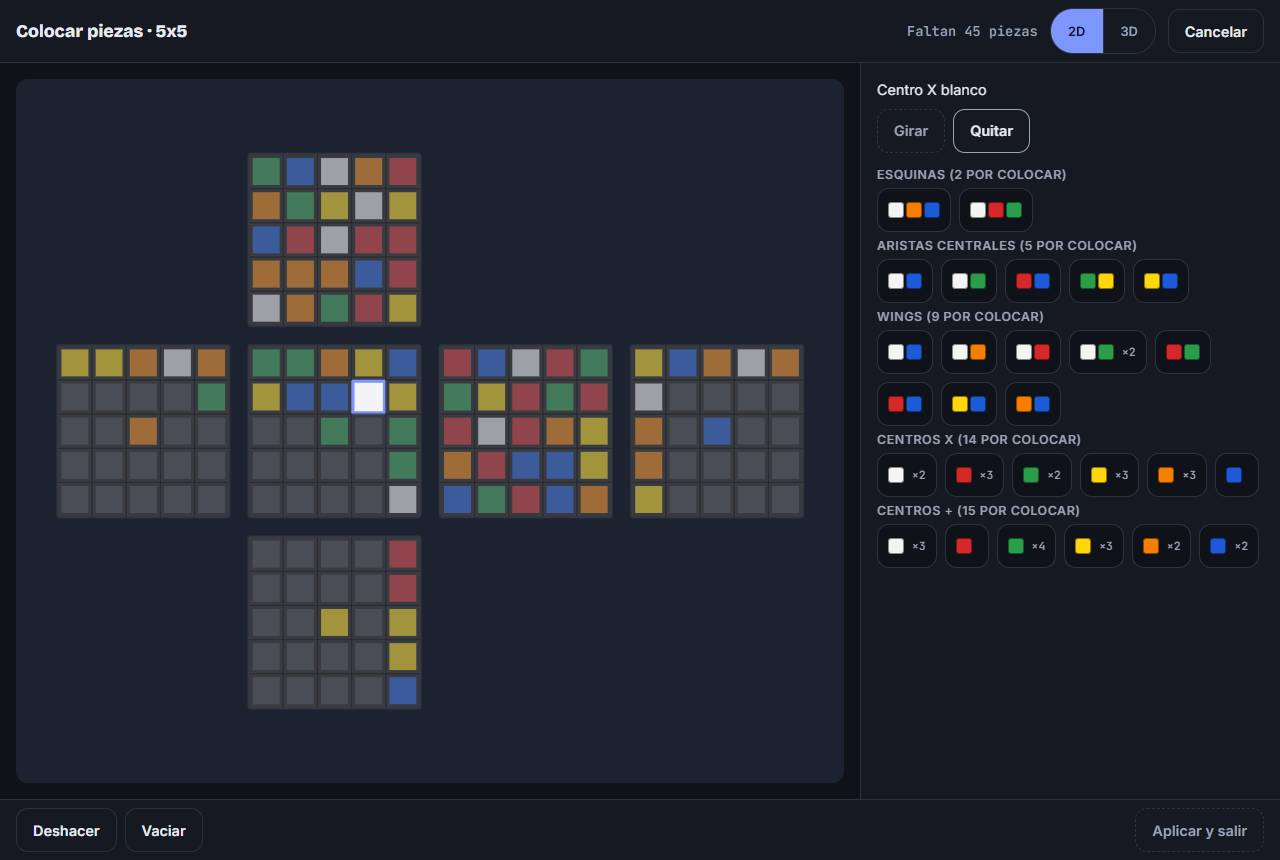 Colocar piezas · 5x5
Faltan 45 piezas
2D
3D
Cancelar
Centro X blanco
Girar
Quitar
ESQUINAS (2 POR COLOCAR)
ARISTAS CENTRALES (5 POR COLOCAR)
WINGS (9 POR COLOCAR)
×2
CENTROS X (14 POR COLOCAR)
×2 ×3 ×2 ×3 ×3
CENTROS + (15 POR COLOCAR)
×3 ×4 ×3 ×2 ×2
Deshacer
Vaciar
Aplicar y salir